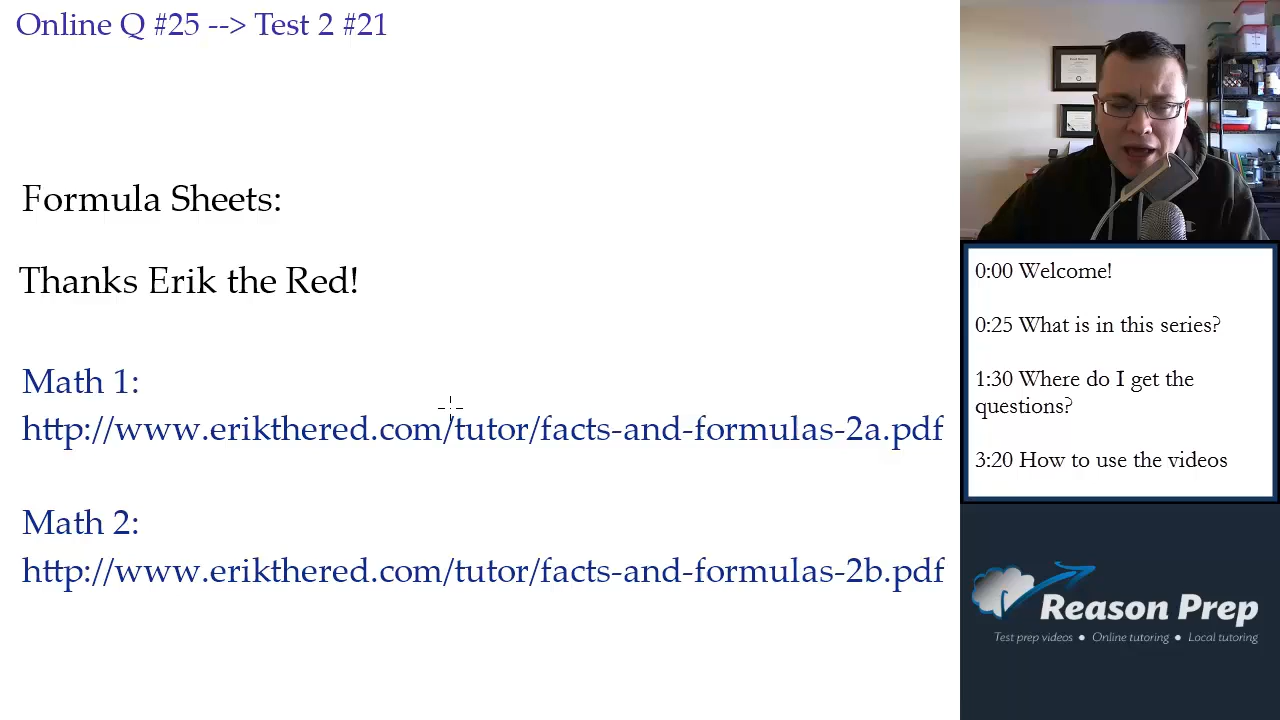 Online Q #25 --> Test 2 #21
Formula Sheets:
Thanks Erik the Red!
Math 1:
http://www.erikthered.com/tutor/facts-and-formulas-2a.pdf
Math 2:
http://www.erikthered.com/tutor/facts-and-formulas-2b.pdf
0:00 Welcome!
0:25 What is in this series?
1:30 Where do I get the
questions?
3:20 How to use the videos
Reason Prep
Test prep videos ● Online tutoring ● Local tutoring